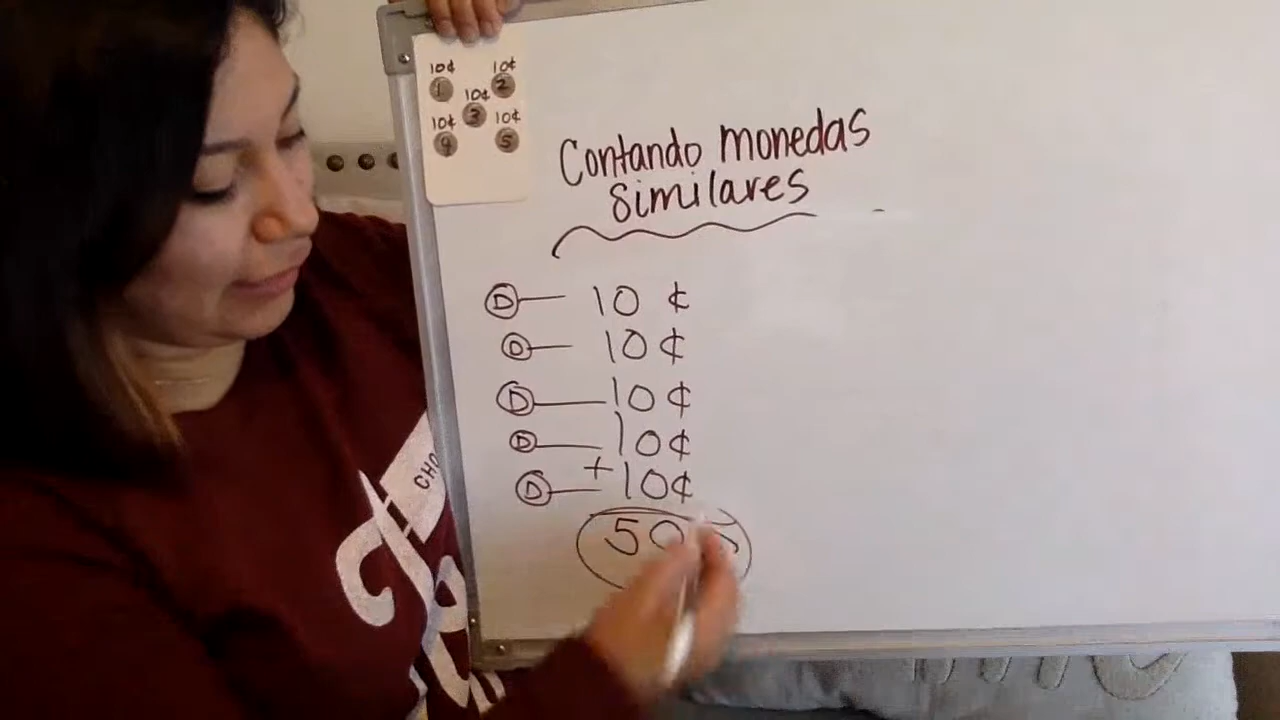 10¢ 10¢
1 2
10¢
3
10¢ 10¢
4 5
Contando monedas
Similares
D 10 ¢
D 10¢
D 10¢
D 10¢
D + 10¢
50
CHO